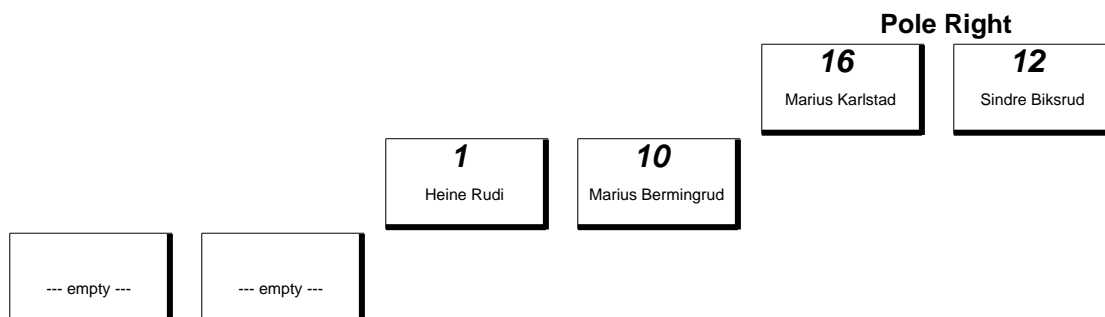 Pole Right
16 12
Marius Karlstad Sindre Biksrud
1 10
Heine Rudi Marius Bermingrud
--- empty --- --- empty ---